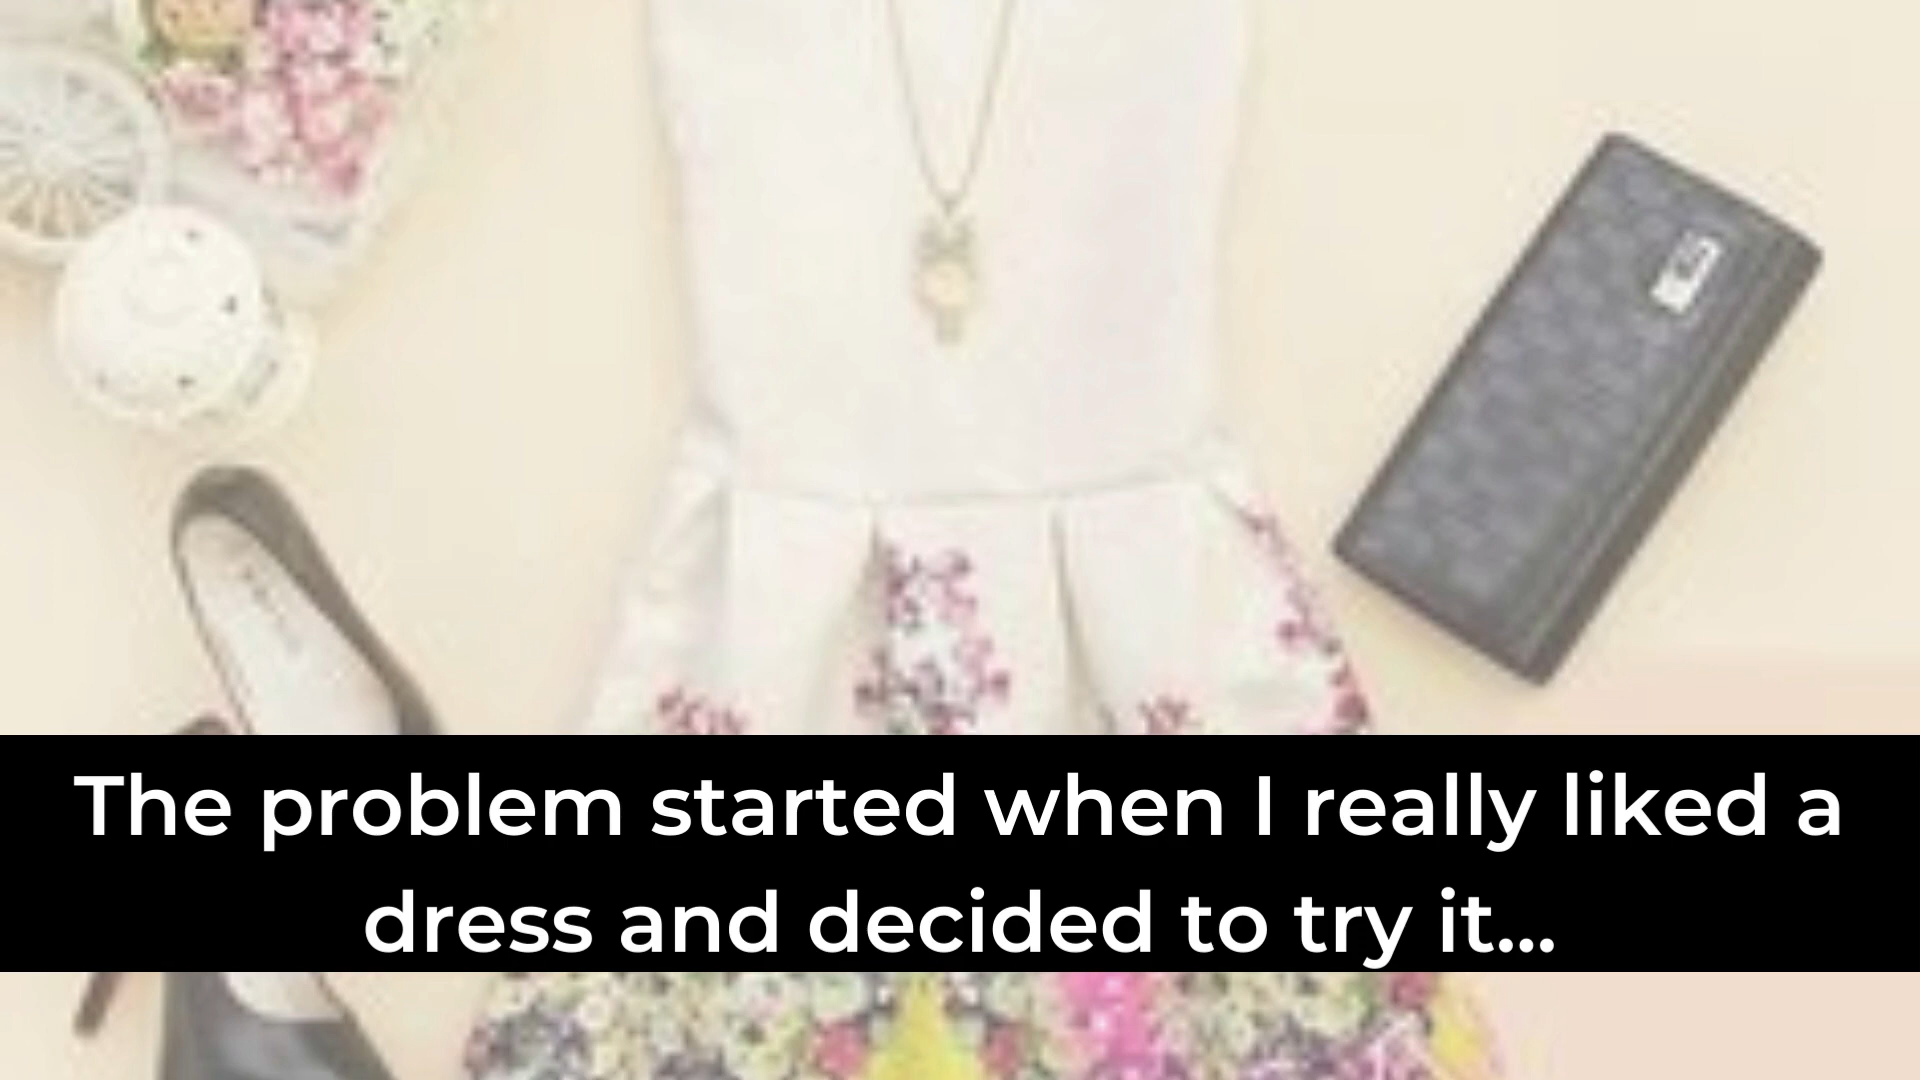 The problem started when I really liked a
dress and decided to try it...